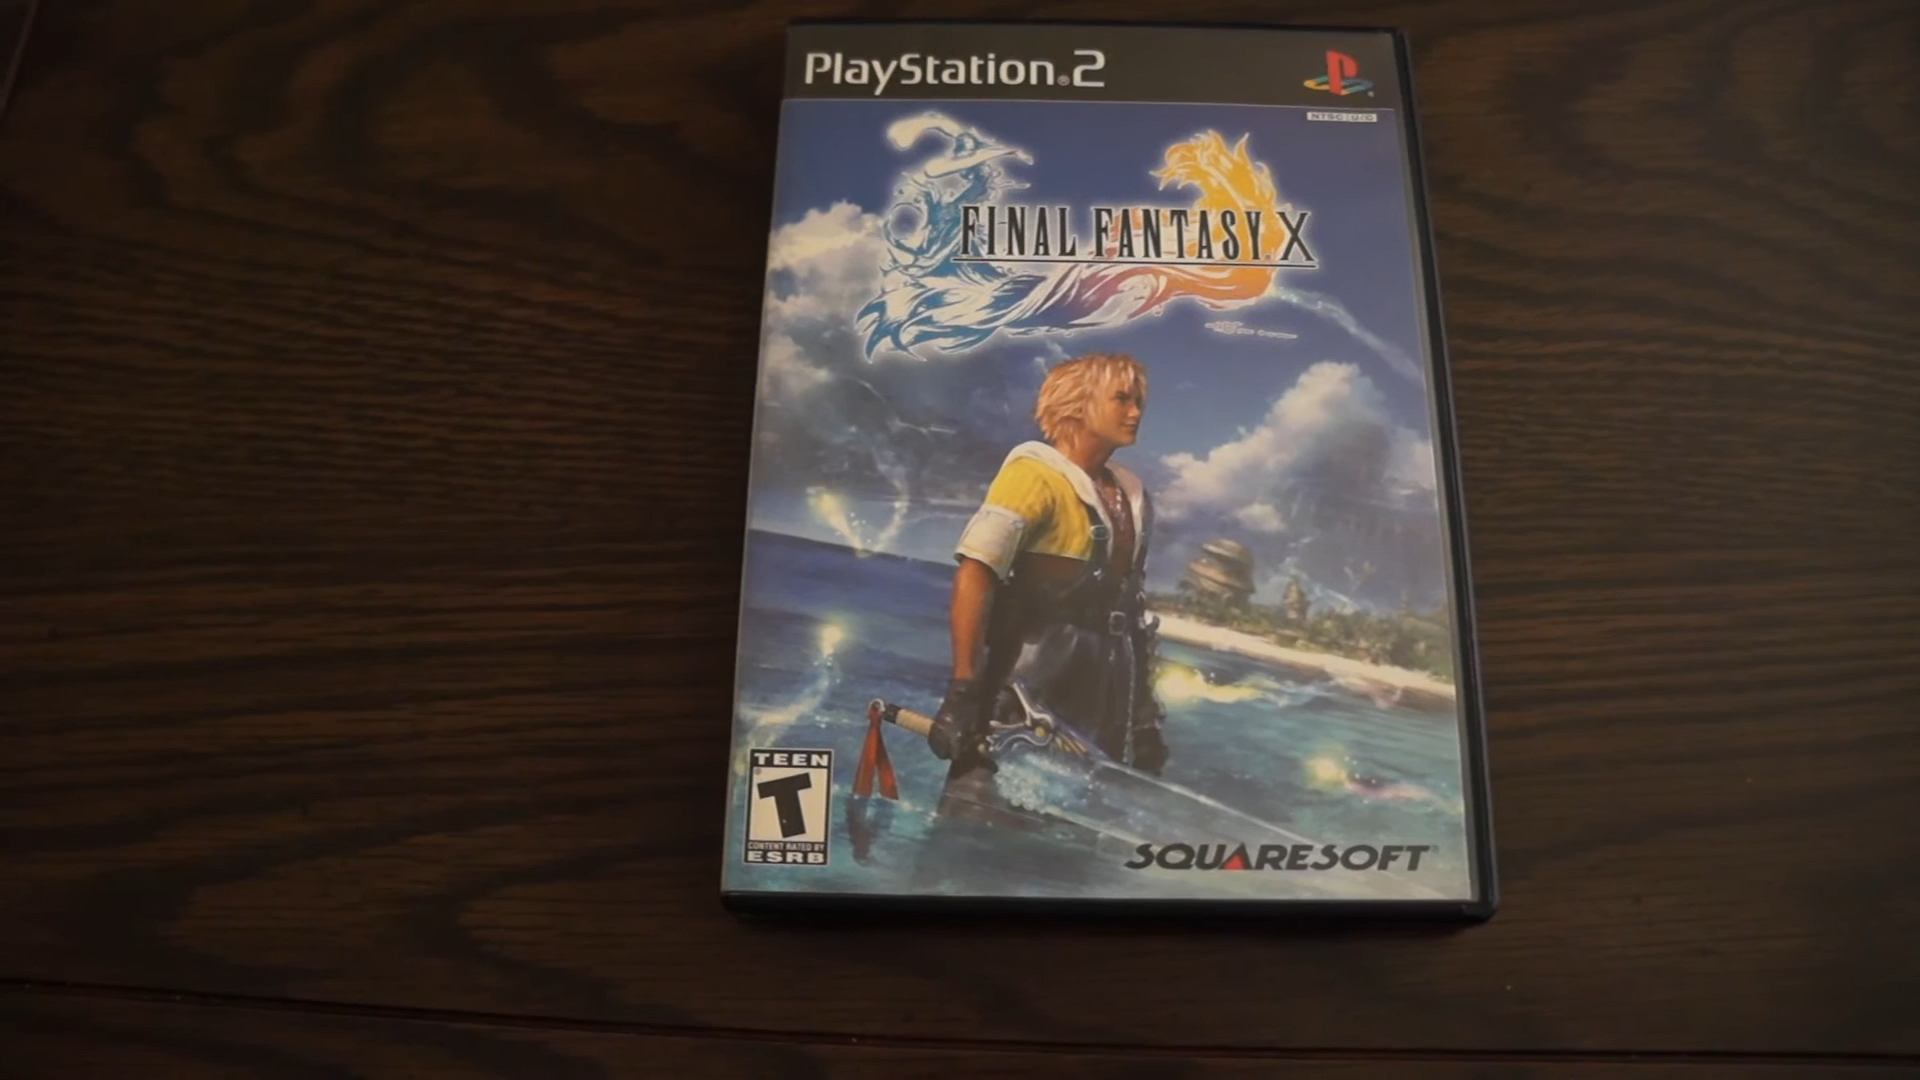 PlayStation®2
NTSC U/C
FINAL FANTASY X
TEEN
T
CONTENT RATED BY
ESRB
SQUARESOFT